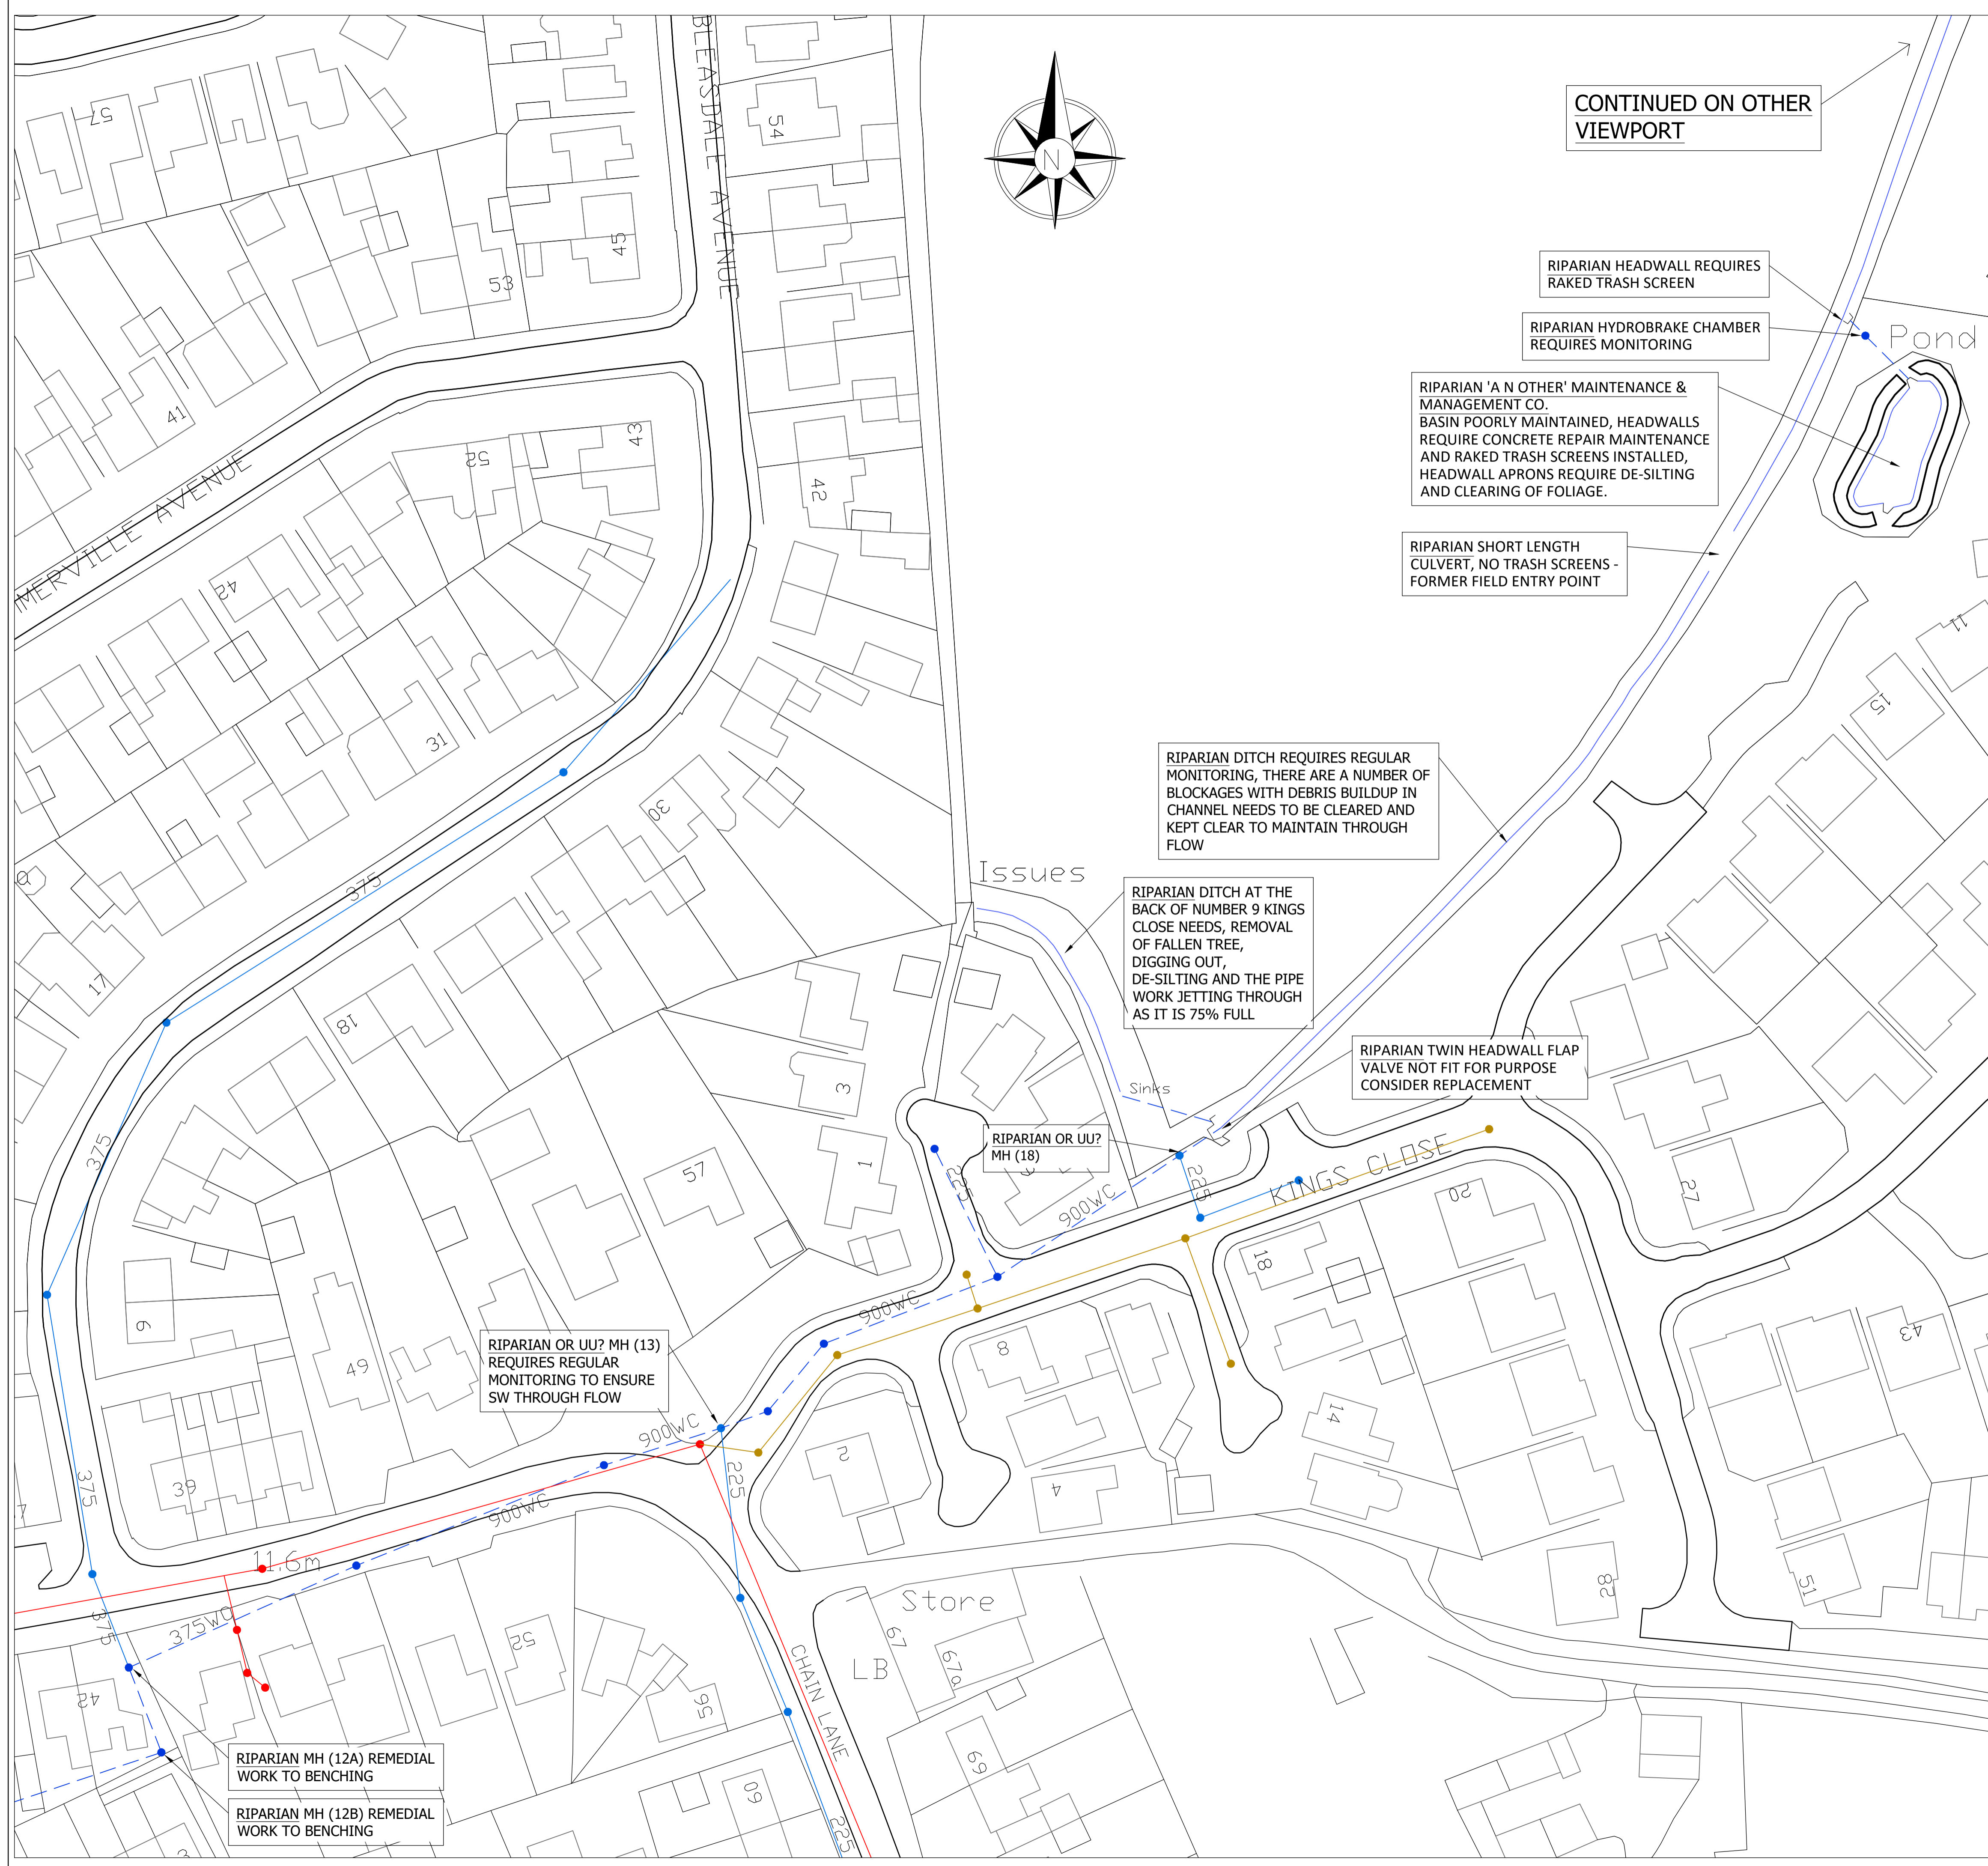 BLEASDALE AVENUE
57
54
N
CONTINUED ON OTHER
VIEWPORT
45
53
RIPARIAN HEADWALL REQUIRES
RAKED TRASH SCREEN
RIPARIAN HYDROBRAKE CHAMBER
REQUIRES MONITORING
Pond
RIPARIAN 'A N OTHER' MAINTENANCE &
MANAGEMENT CO.
BASIN POORLY MAINTAINED, HEADWALLS
REQUIRE CONCRETE REPAIR MAINTENANCE
AND RAKED TRASH SCREENS INSTALLED,
HEADWALL APRONS REQUIRE DE-SILTING
AND CLEARING OF FOLIAGE.
41
52
43
42
MERVILLE AVENUE
42
RIPARIAN SHORT LENGTH
CULVERT, NO TRASH SCREENS -
FORMER FIELD ENTRY POINT
11
15
31
30
RIPARIAN DITCH REQUIRES REGULAR
MONITORING, THERE ARE A NUMBER OF
BLOCKAGES WITH DEBRIS BUILDUP IN
CHANNEL NEEDS TO BE CLEARED AND
KEPT CLEAR TO MAINTAIN THROUGH
FLOW
375
a
Issues
RIPARIAN DITCH AT THE
BACK OF NUMBER 9 KINGS
CLOSE NEEDS, REMOVAL
OF FALLEN TREE,
DIGGING OUT,
DE-SILTING AND THE PIPE
WORK JETTING THROUGH
AS IT IS 75% FULL
17
18
RIPARIAN TWIN HEADWALL FLAP
VALVE NOT FIT FOR PURPOSE
CONSIDER REPLACEMENT
3
Sinks
375
RIPARIAN OR UU?
MH (18)
1
57
225
225
900WC
KINGS CLOSE
20
27
18
900WC
6
49
8
43
RIPARIAN OR UU? MH (13)
REQUIRES REGULAR
MONITORING TO ENSURE
SW THROUGH FLOW
14
900WC
2
4
225
375
39
7
900WC
11.6m
Store
82
51
375WO
375
52
67
67a
LB
CHAIN LANE
42
56
RIPARIAN MH (12A) REMEDIAL
WORK TO BENCHING
69
60
RIPARIAN MH (12B) REMEDIAL
WORK TO BENCHING
225
3